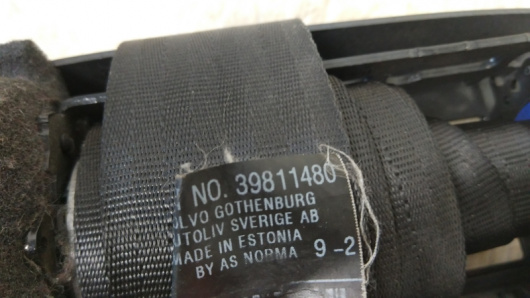 NO. 39811480
LVO GOTHENBURG
UTOLIV SVERIGE AB
MADE IN ESTONIA
BY AS NORMA 9-2